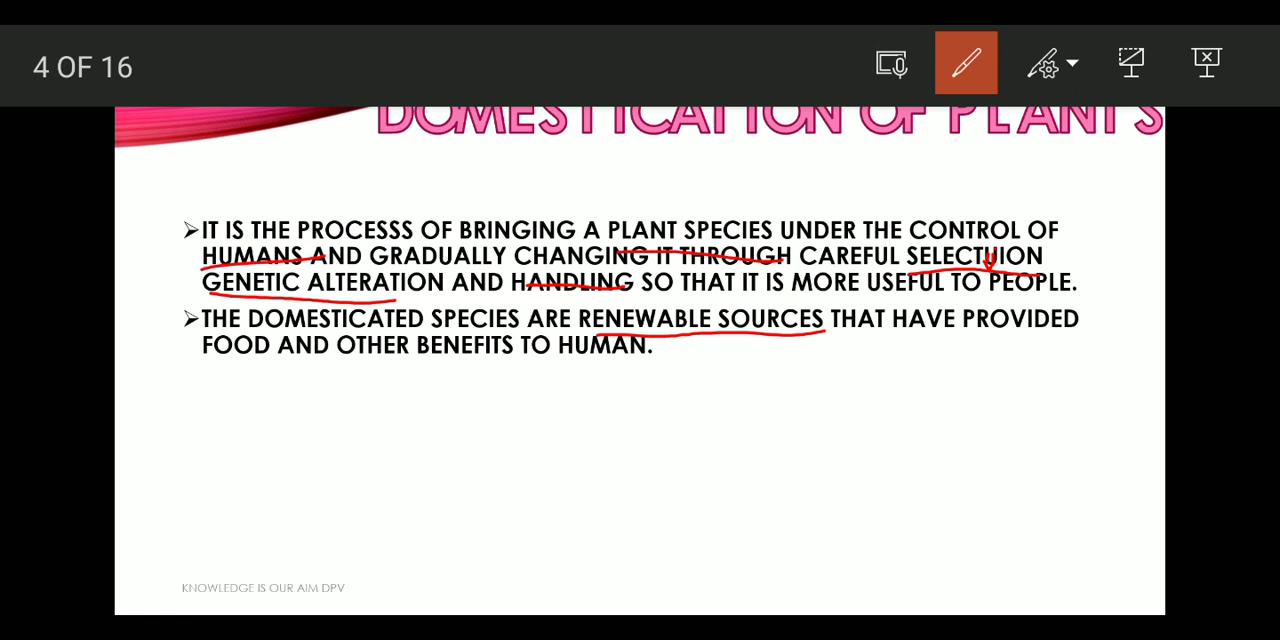 4 OF 16
DOMESTICATION OF PLANTS
➢IT IS THE PROCESSS OF BRINGING A PLANT SPECIES UNDER THE CONTROL OF
HUMANS AND GRADUALLY CHANGING IT THROUGH CAREFUL SELECTUION
GENETIC ALTERATION AND HANDLING SO THAT IT IS MORE USEFUL TO PEOPLE.
➢THE DOMESTICATED SPECIES ARE RENEWABLE SOURCES THAT HAVE PROVIDED
FOOD AND OTHER BENEFITS TO HUMAN.
KNOWLEDGE IS OUR AIM DPV